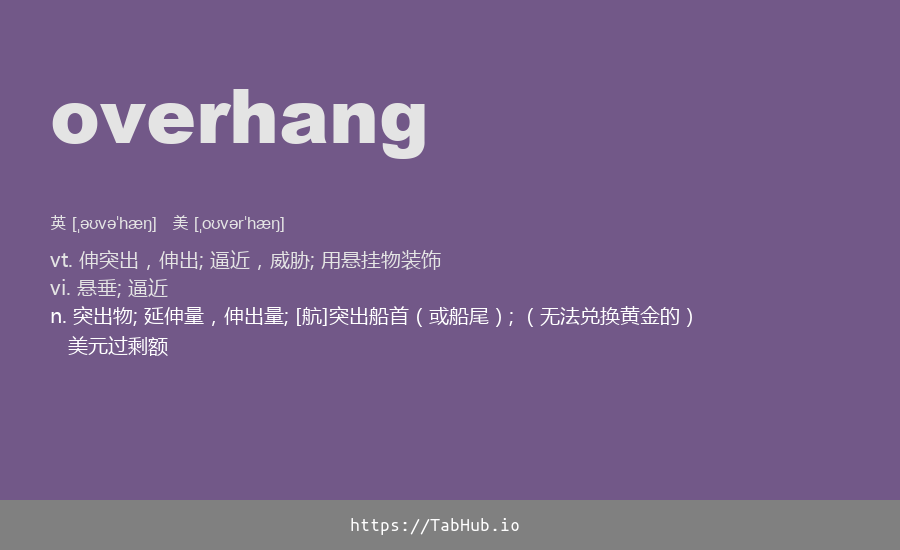 overhang
英 [ˌəʊvəˈhæŋ] 美 [ˌoʊvərˈhæŋ]
vt. 伸突出，伸出; 逼近，威胁; 用悬挂物装饰
vi. 悬垂; 逼近
n. 突出物; 延伸量，伸出量; [航]突出船首（或船尾）; （无法兑换黄金的）
美元过剩额
https://TabHub.io